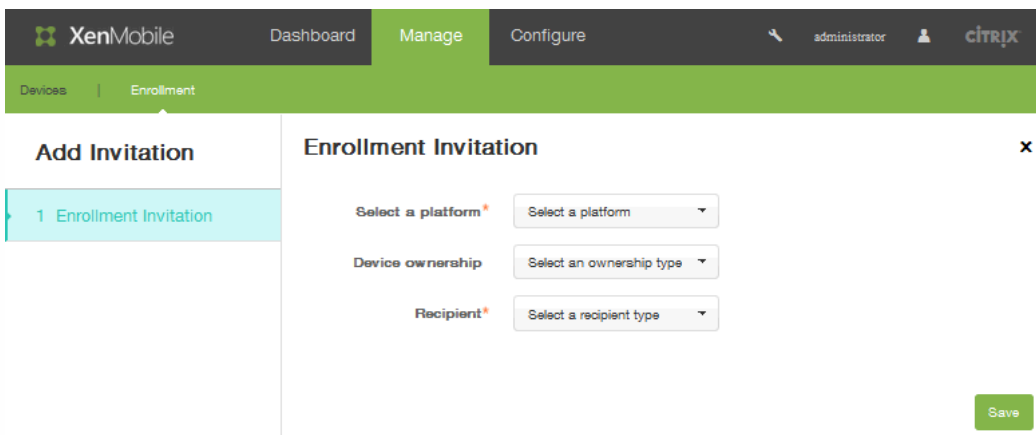 XenMobile Dashboard Manage Configure administrator CITRIX
Devices | Enrollment
Add Invitation
1 Enrollment Invitation
Enrollment Invitation x
Select a platform* Select a platform
Device ownership Select an ownership type
Recipient* Select a recipient type
Save